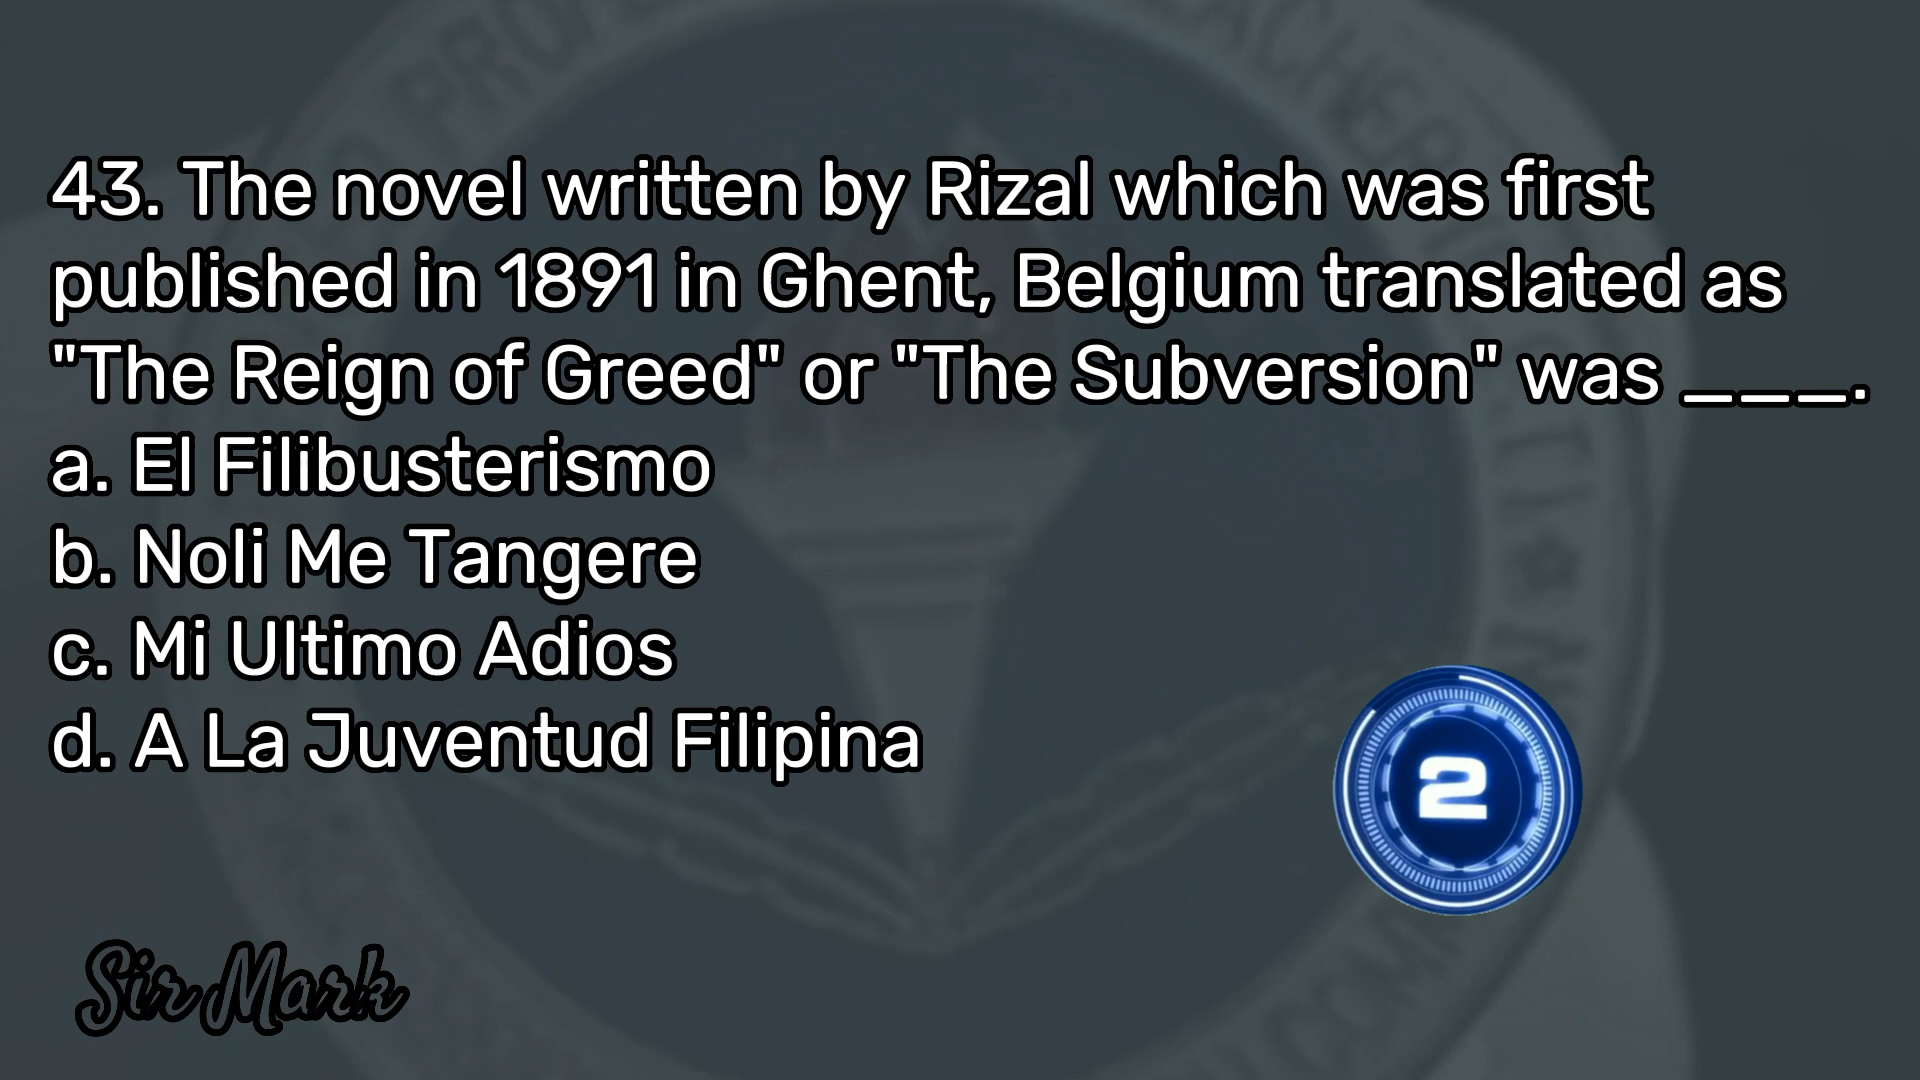 43. The novel written by Rizal which was first
published in 1891 in Ghent, Belgium translated as
"The Reign of Greed" or "The Subversion" was ___.
a. El Filibusterismo
b. Noli Me Tangere
c. Mi Ultimo Adios
d. A La Juventud Filipina
2
Sir Mark